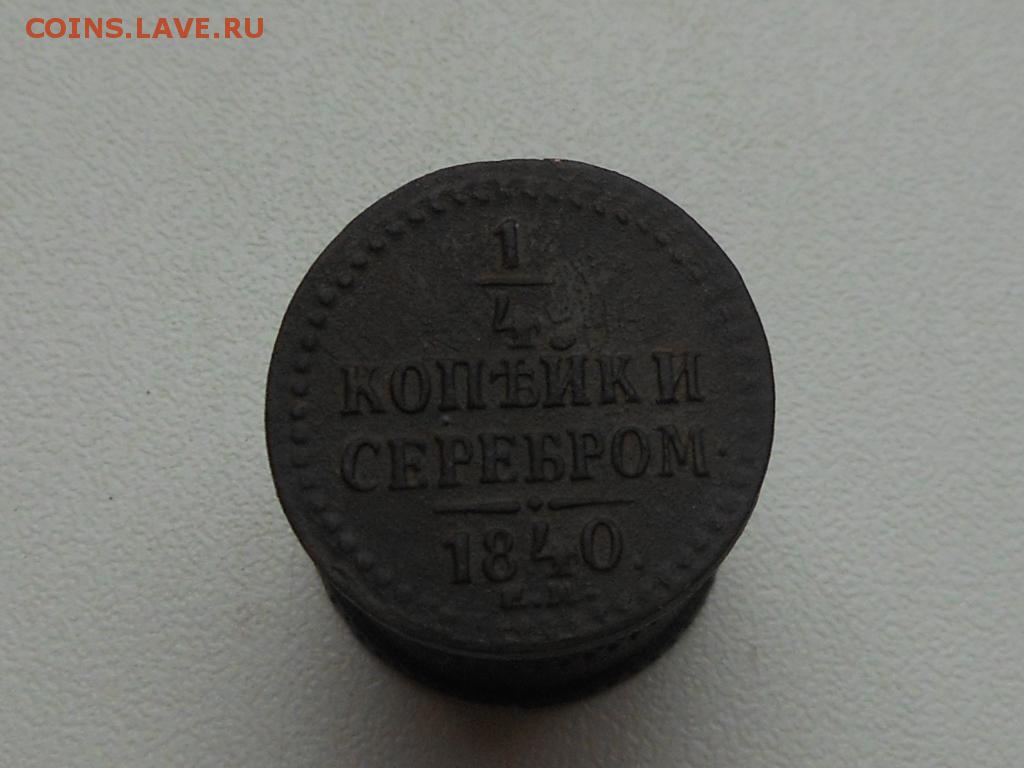 COINS.LAVE.RU
1
4
КОПѢЙКИ
СЕРЕБРОМ.
1840.